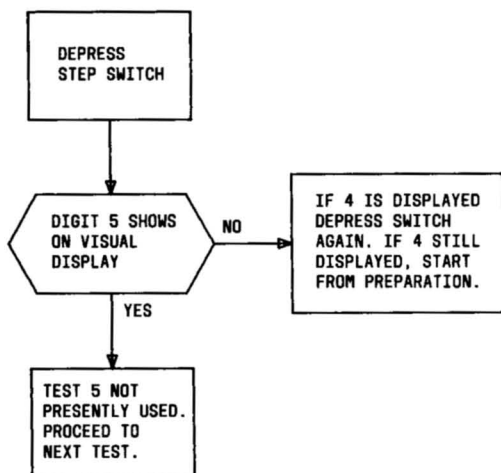 DEPRESS
STEP SWITCH
DIGIT 5 SHOWS
ON VISUAL
DISPLAY
NO
IF 4 IS DISPLAYED
DEPRESS SWITCH
AGAIN. IF 4 STILL
DISPLAYED, START
FROM PREPARATION.
YES
TEST 5 NOT
PRESENTLY USED.
PROCEED TO
NEXT TEST.